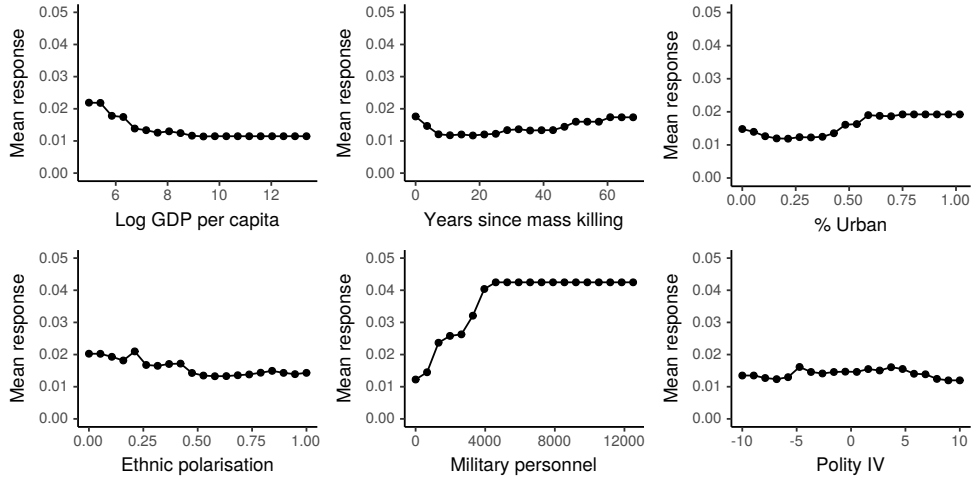 0.05
0.04
0.03
0.02
0.01
0.00
Mean response
6 8 10 12
Log GDP per capita
0.05
0.04
0.03
0.02
0.01
0.00
Mean response
0 20 40 60
Years since mass killing
0.05
0.04
0.03
0.02
0.01
0.00
Mean response
0.00 0.25 0.50 0.75 1.00
% Urban
0.05
0.04
0.03
0.02
0.01
0.00
Mean response
0.00 0.25 0.50 0.75 1.00
Ethnic polarisation
0.05
0.04
0.03
0.02
0.01
0.00
Mean response
0 4000 8000 12000
Military personnel
0.05
0.04
0.03
0.02
0.01
0.00
Mean response
-10 -5 0 5 10
Polity IV